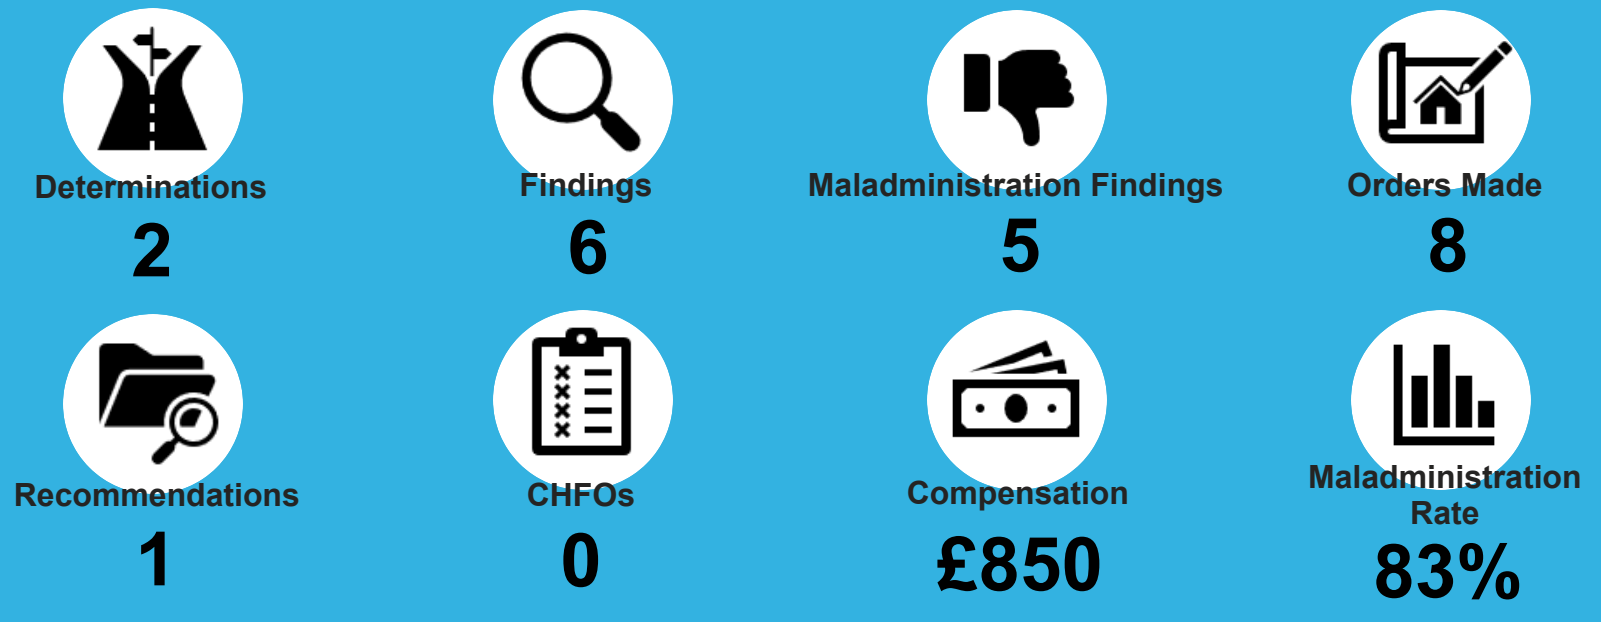 Determinations
2
Findings
6
Maladministration Findings
5
Orders Made
8
Recommendations
1
CHFOs
0
Compensation
£850
Maladministration
Rate
83%